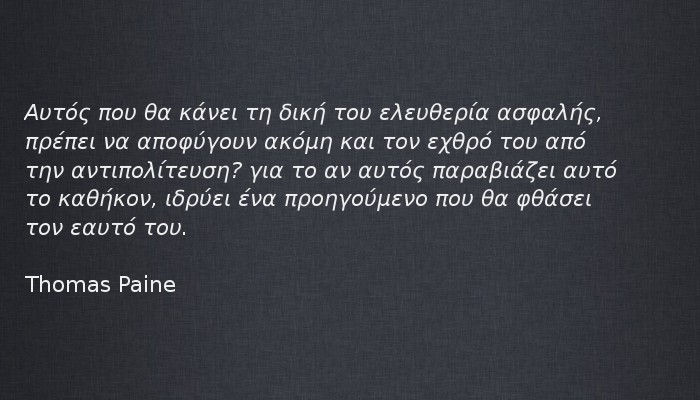 Αυτός που θα κάνει τη δική του ελευθερία ασφαλής,
πρέπει να αποφύγουν ακόμη και τον εχθρό του από
την αντιπολίτευση? για το αν αυτός παραβιάζει αυτό
το καθήκον, ιδρύει ένα προηγούμενο που θα φθάσει
τον εαυτό του.
Thomas Paine